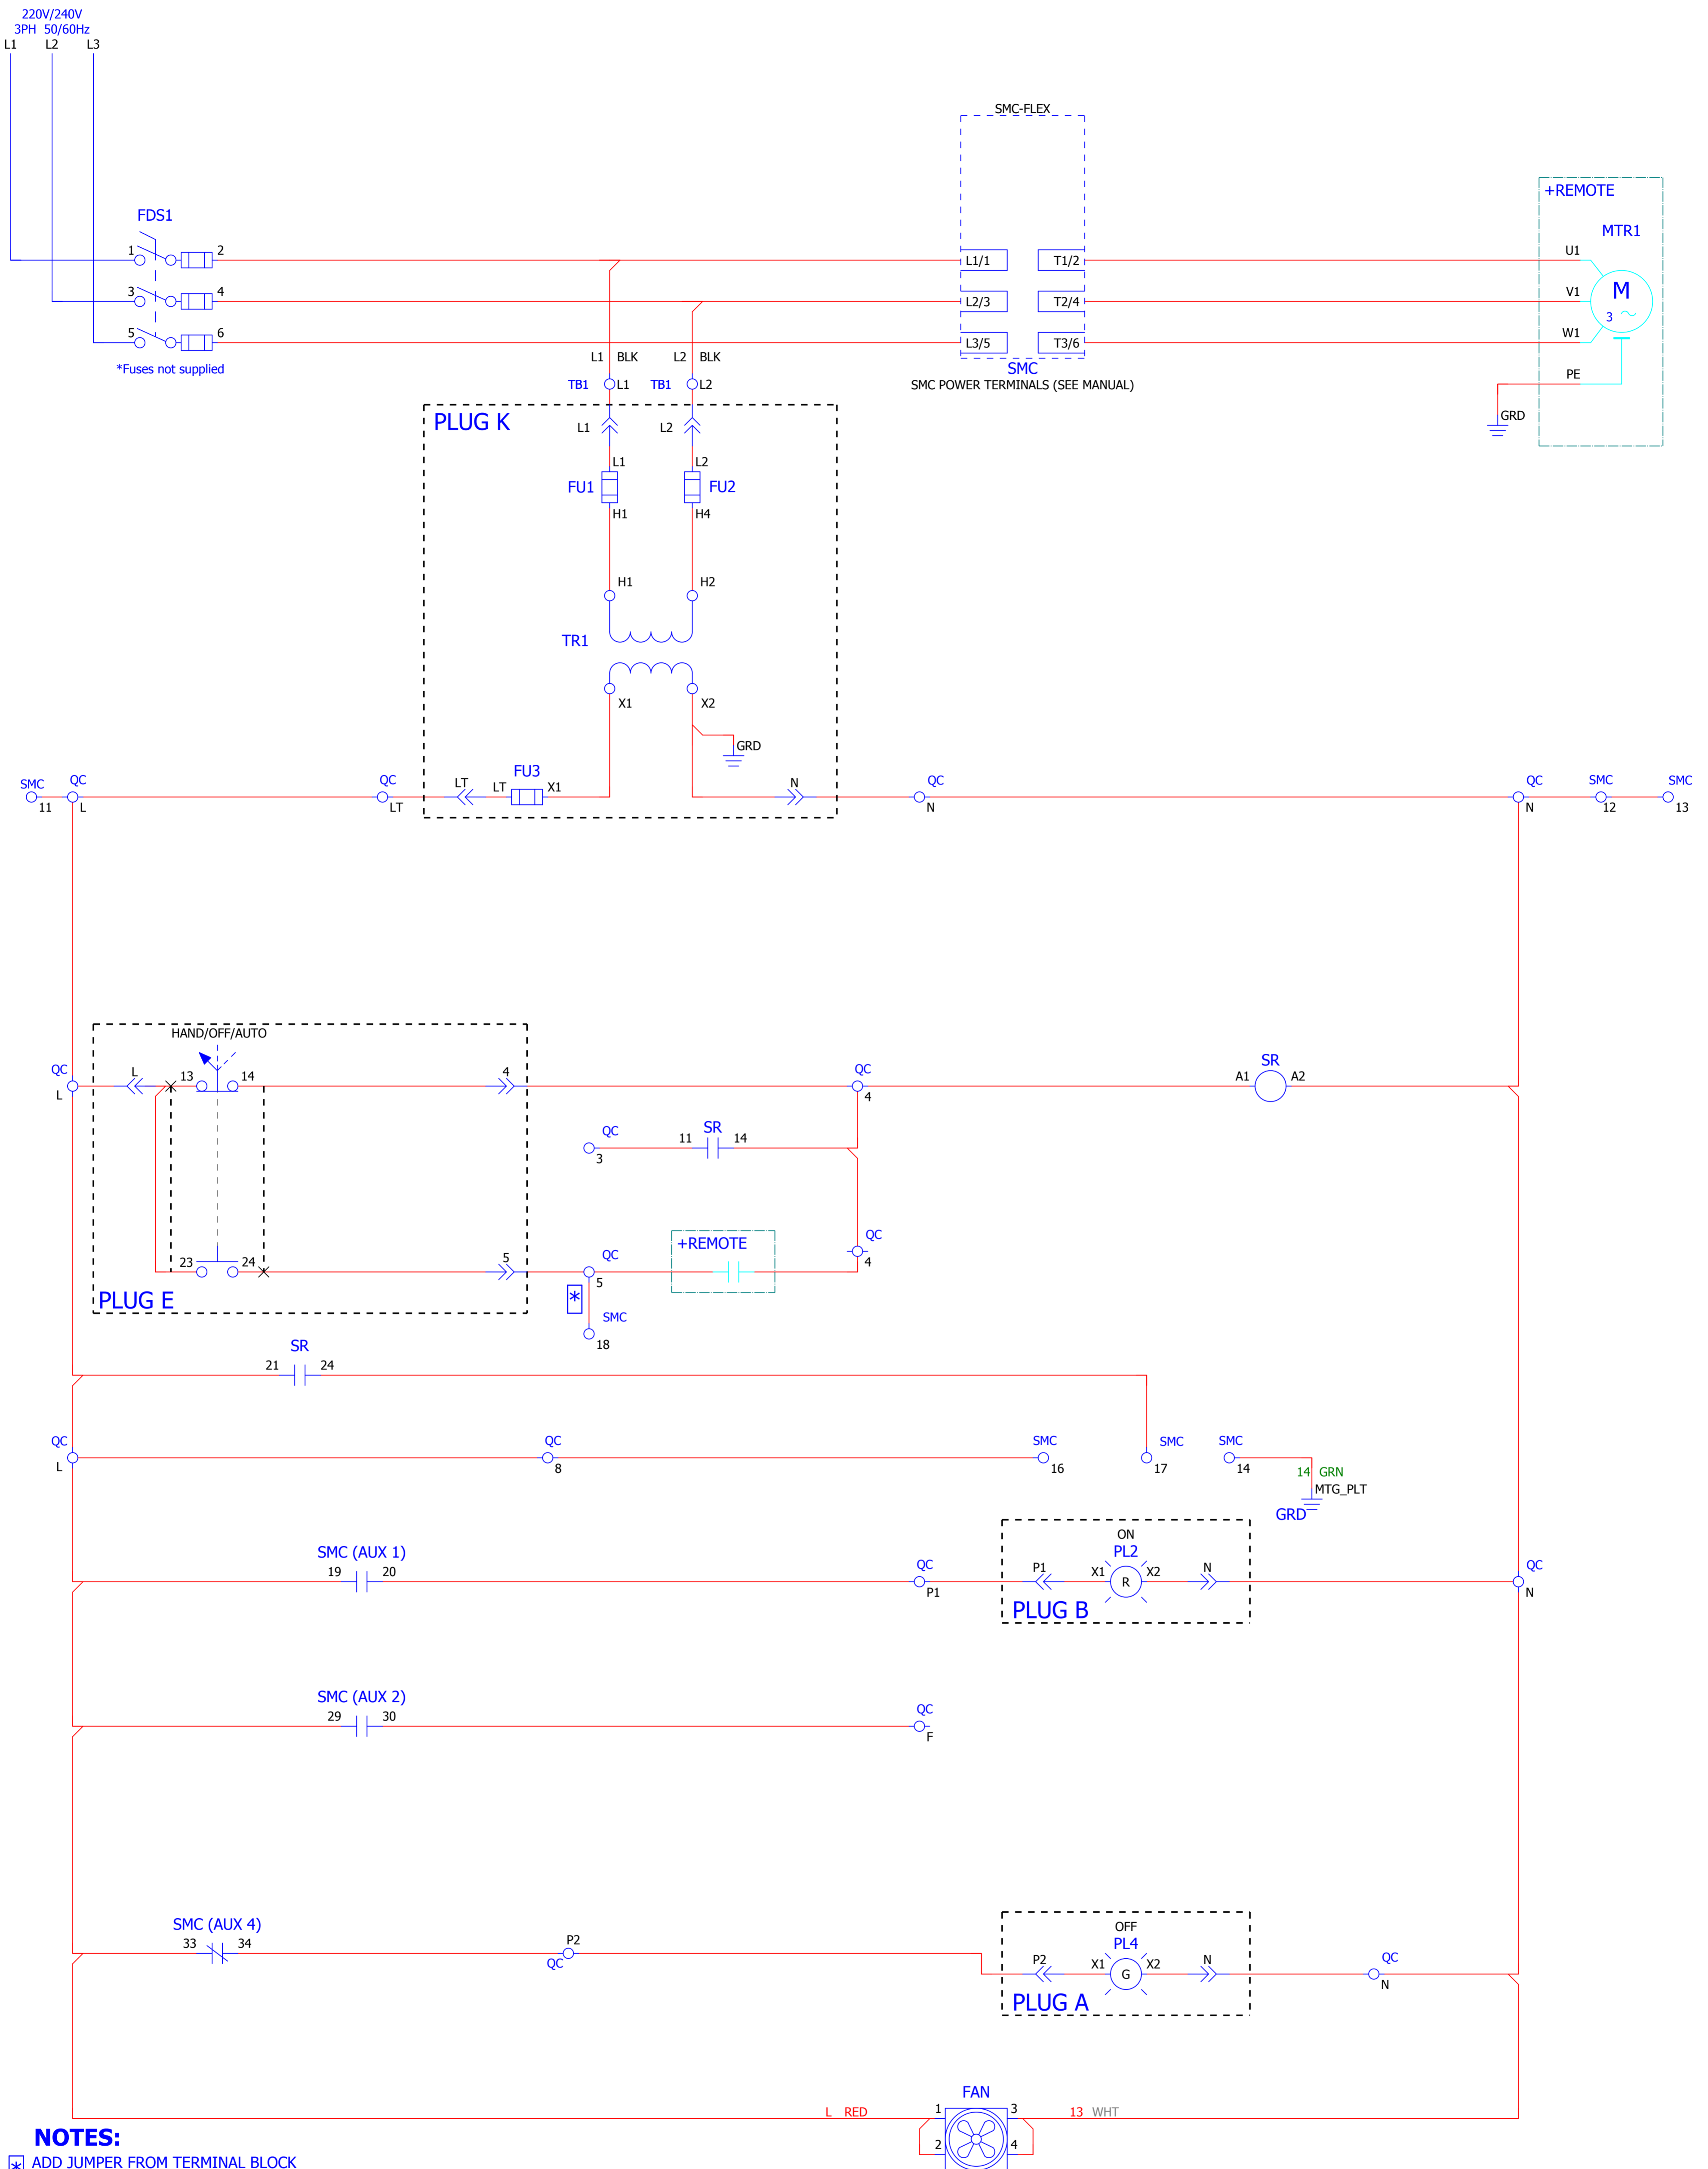 220V/240V
3PH 50/60Hz
L1 L2 L3
SMC-FLEX
+REMOTE
FDS1
MTR1
1 2 L1/1 T1/2 U1
3 4 L2/3 T2/4 V1 M
3
5 6 L3/5 T3/6 W1
*Fuses not supplied
L1 BLK L2 BLK
SMC
TB1 L1 TB1 L2
SMC POWER TERMINALS (SEE MANUAL)
PE
GRD
PLUG K
L1 L2
L1 L2
FU1 FU2
H1 H4
H1 H2
TR1
X1 X2
GRD
SMC QC QC LT LT FU3 X1 N QC QC SMC SMC
11 L LT N N 12 13
HAND/OFF/AUTO
QC L 13 14 4 QC SR
L 4 A1 A2
QC 11 SR 14
3
QC
+REMOTE
23 24 5 QC 4
5
PLUG E
*
SMC
18
SR
21 24
QC QC SMC SMC SMC
L 8 16 17 14
14 GRN
MTG_PLT
GRD
ON
SMC (AUX 1) PL2
19 20 QC P1 X1 R X2 N QC
P1 N
PLUG B
SMC (AUX 2)
29 30 QC
F
SMC (AUX 4) OFF
33 34 P2 PL4
QC P2 X1 G X2 N QC
N
PLUG A
FAN
L RED 1 3 13 WHT
2 4
NOTES:
* ADD JUMPER FROM TERMINAL BLOCK